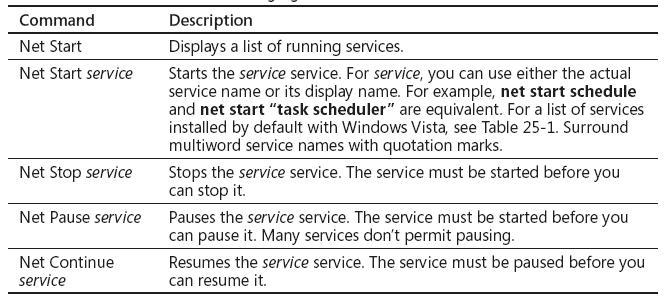 Command Description
Net Start Displays a list of running services.
Net Start service Starts the service service. For service, you can use either the actual
service name or its display name. For example, net start schedule
and net start “task scheduler” are equivalent. For a list of services
installed by default with Windows Vista, see Table 25-1. Surround
multiword service names with quotation marks.
Net Stop service Stops the service service. The service must be started before you
can stop it.
Net Pause service Pauses the service service. The service must be started before you
can pause it. Many services don’t permit pausing.
Net Continue Resumes the service service. The service must be paused before you
service can resume it.